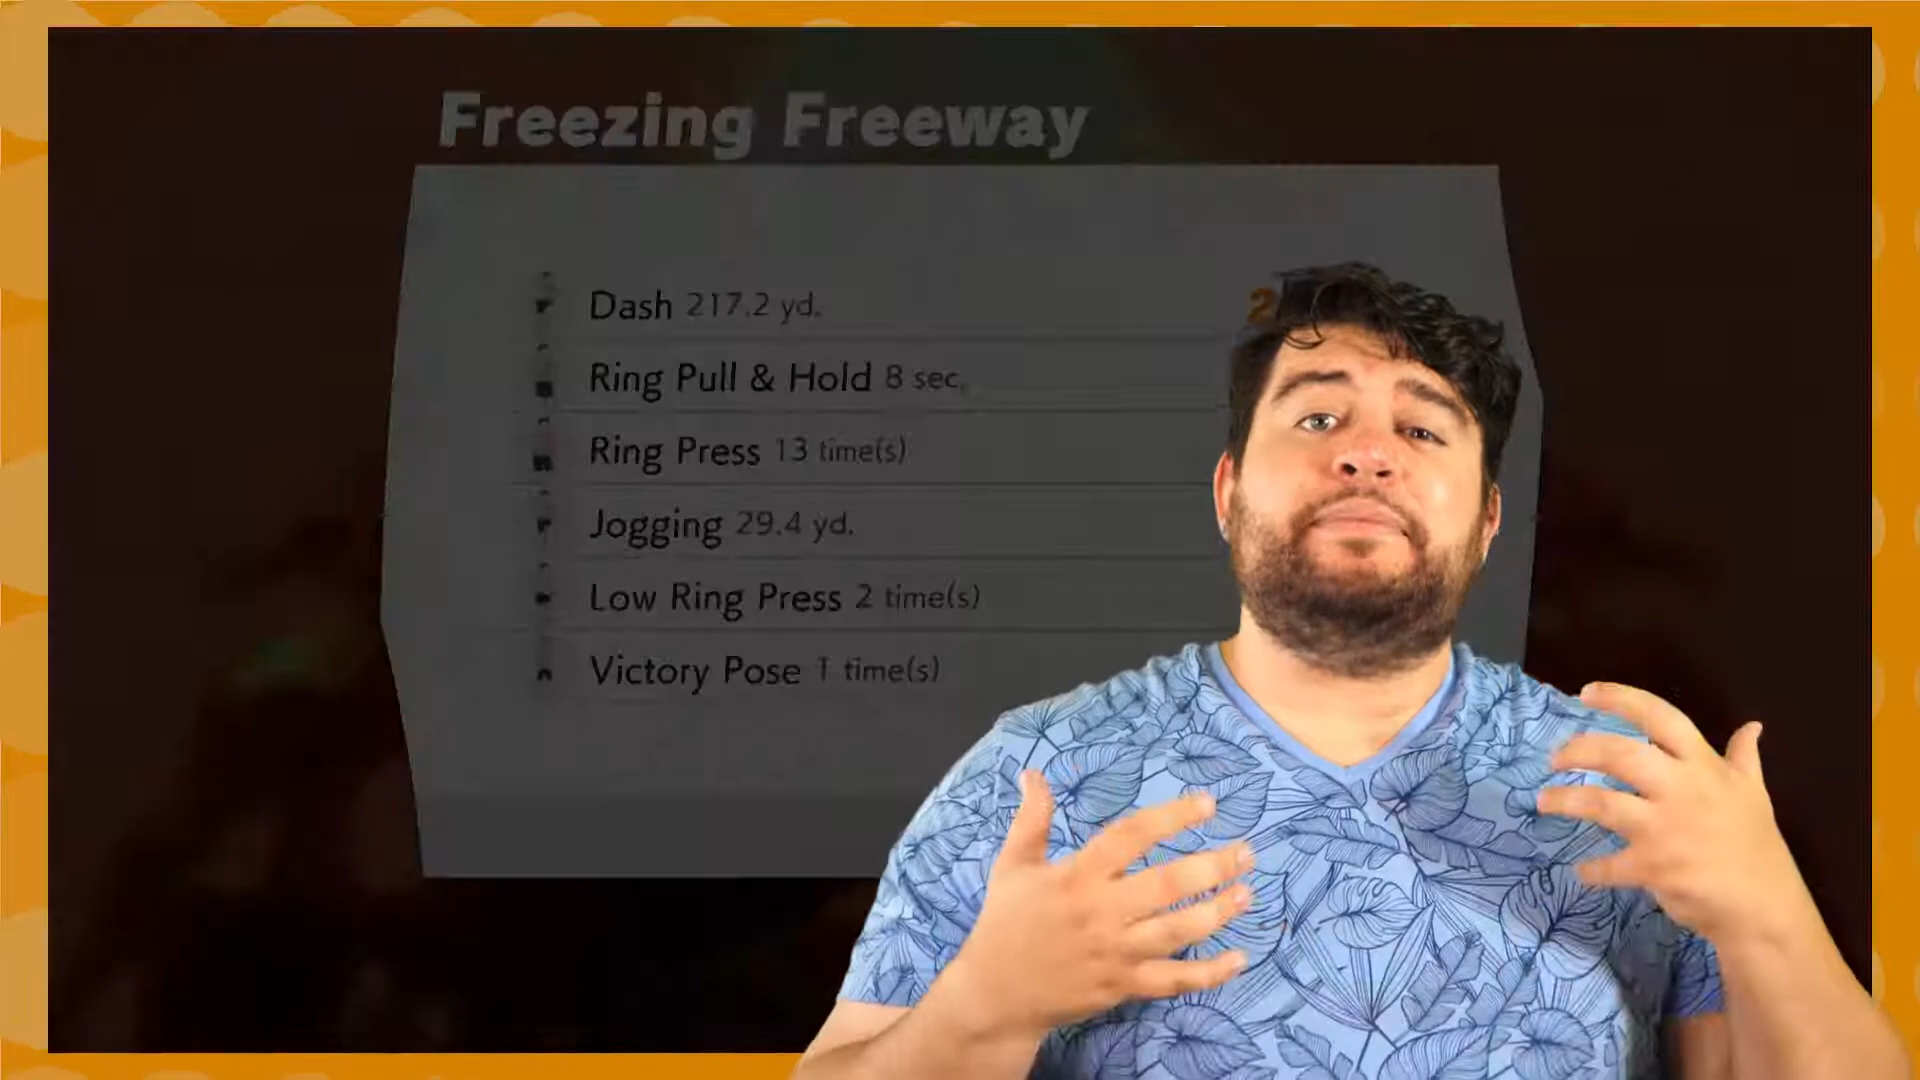 Freezing Freeway
Dash 217.2 yd.
2
Ring Pull & Hold 8 sec.
Ring Press 13 time(s)
Jogging 29.4 yd.
Low Ring Press 2 time(s)
Victory Pose 1 time(s)